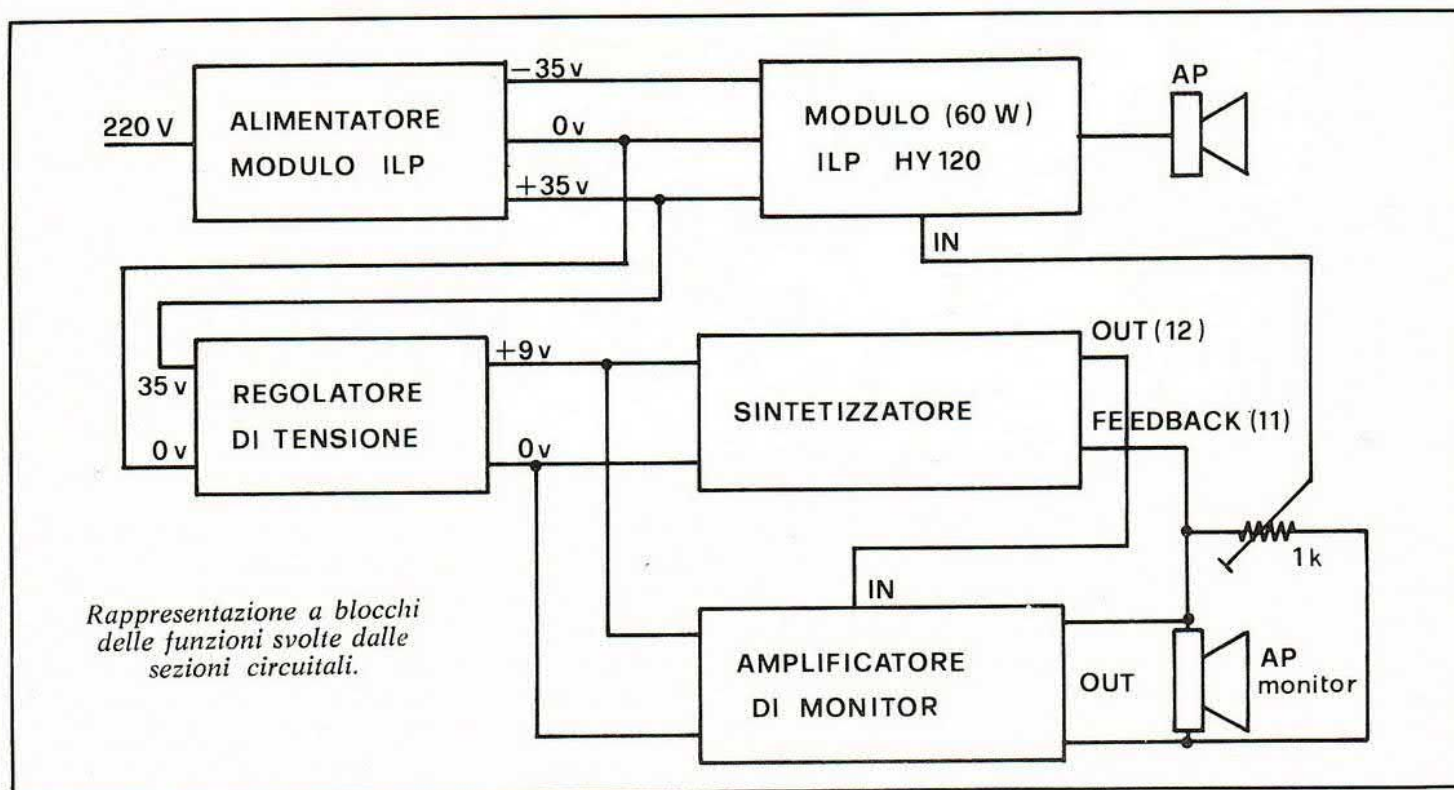 220 V
ALIMENTATORE
MODULO ILP
−35 v
0 v
+35 v
MODULO (60 W)
ILP HY 120
AP
IN
35 v
0 v
REGOLATORE
DI TENSIONE
+9 v
0 v
SINTETIZZATORE
OUT (12)
FEEDBACK (11)
1 k
Rappresentazione a blocchi
delle funzioni svolte dalle
sezioni circuitali.
IN
AMPLIFICATORE
DI MONITOR
OUT
AP
monitor